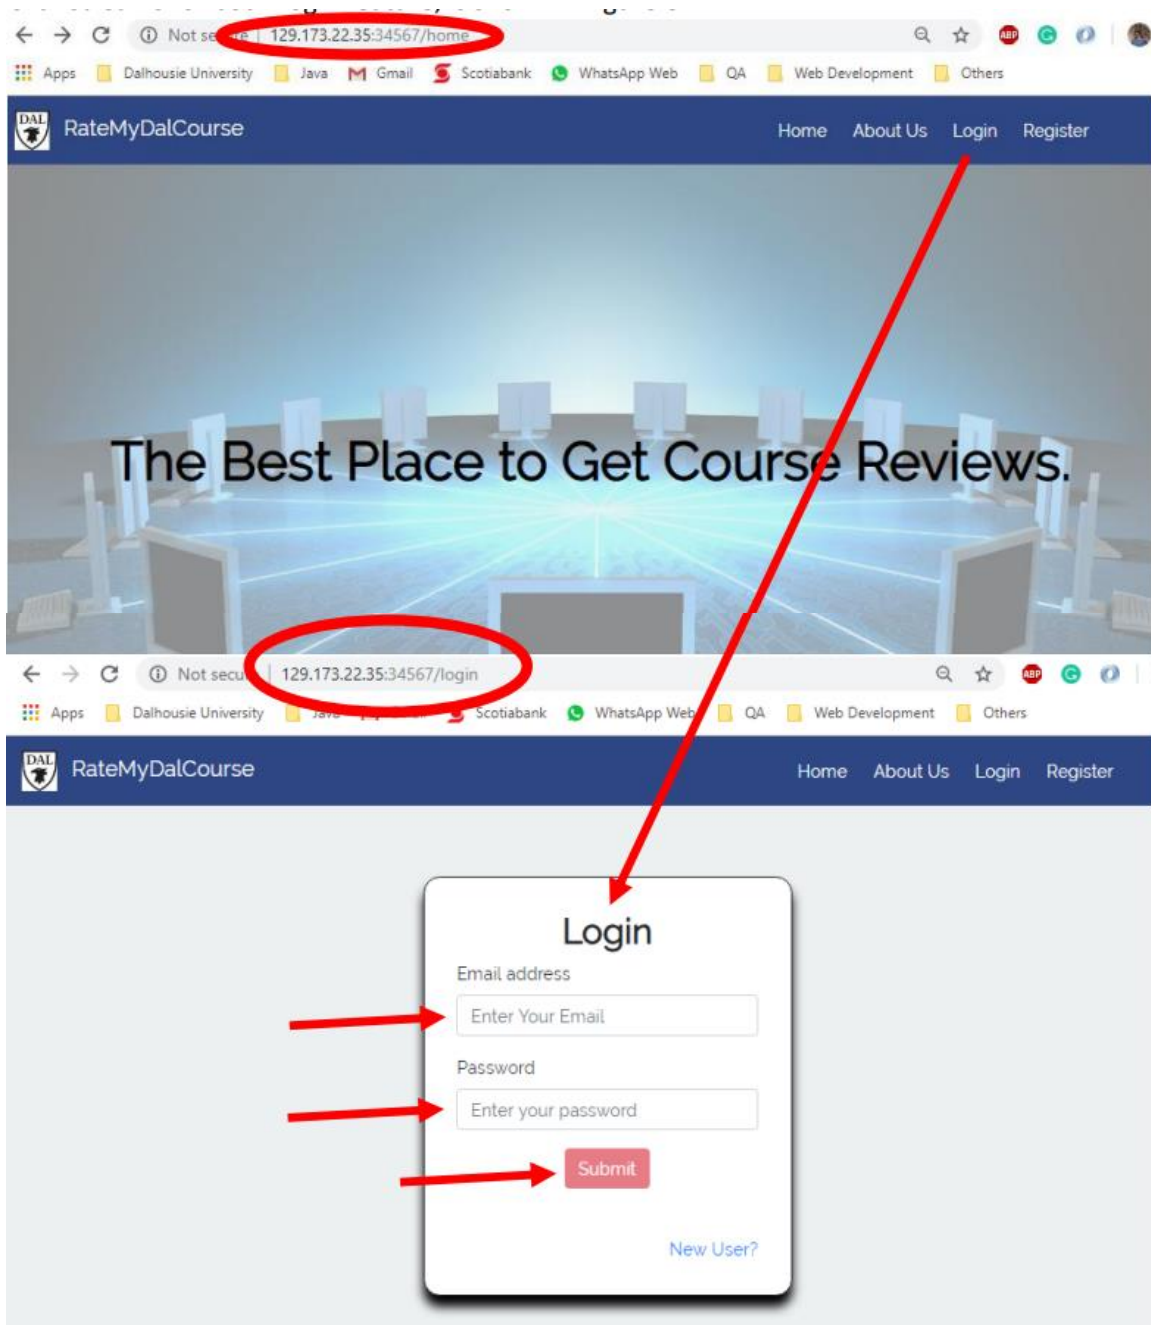 Not se
129.173.22.35:34567/home
Apps Dalhousie University Java Gmail Scotiabank WhatsApp Web QA Web Development Others
DAL RateMyDalCourse Home About Us Login Register
The Best Place to Get Course Reviews.
Not secu 129.173.22.35:34567/login
Apps Dalhousie University Scotiabank WhatsApp Web QA Web Development Others
DAL RateMyDalCourse Home About Us Login Register
Login
Email address
Enter Your Email
Password
Enter your password
Submit
New User?